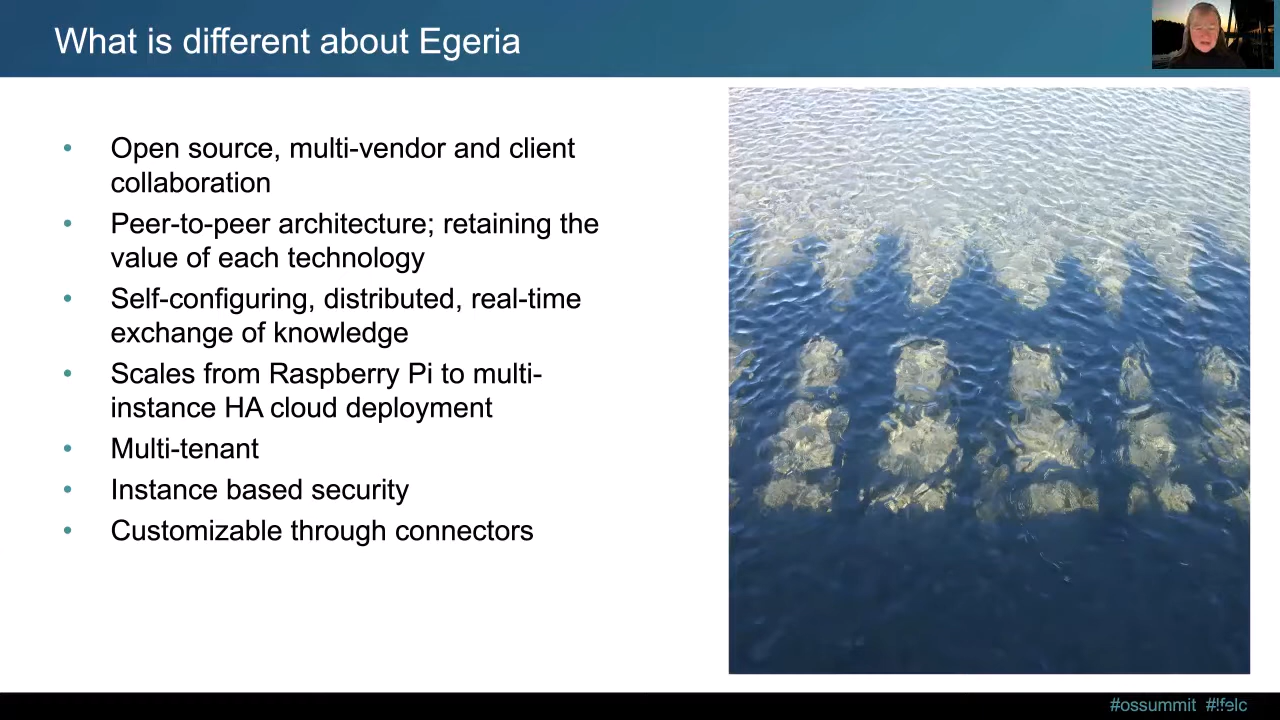 What is different about Egeria
• Open source, multi-vendor and client
collaboration
• Peer-to-peer architecture; retaining the
value of each technology
• Self-configuring, distributed, real-time
exchange of knowledge
• Scales from Raspberry Pi to multi-
instance HA cloud deployment
• Multi-tenant
• Instance based security
• Customizable through connectors
#ossummit #lfelc